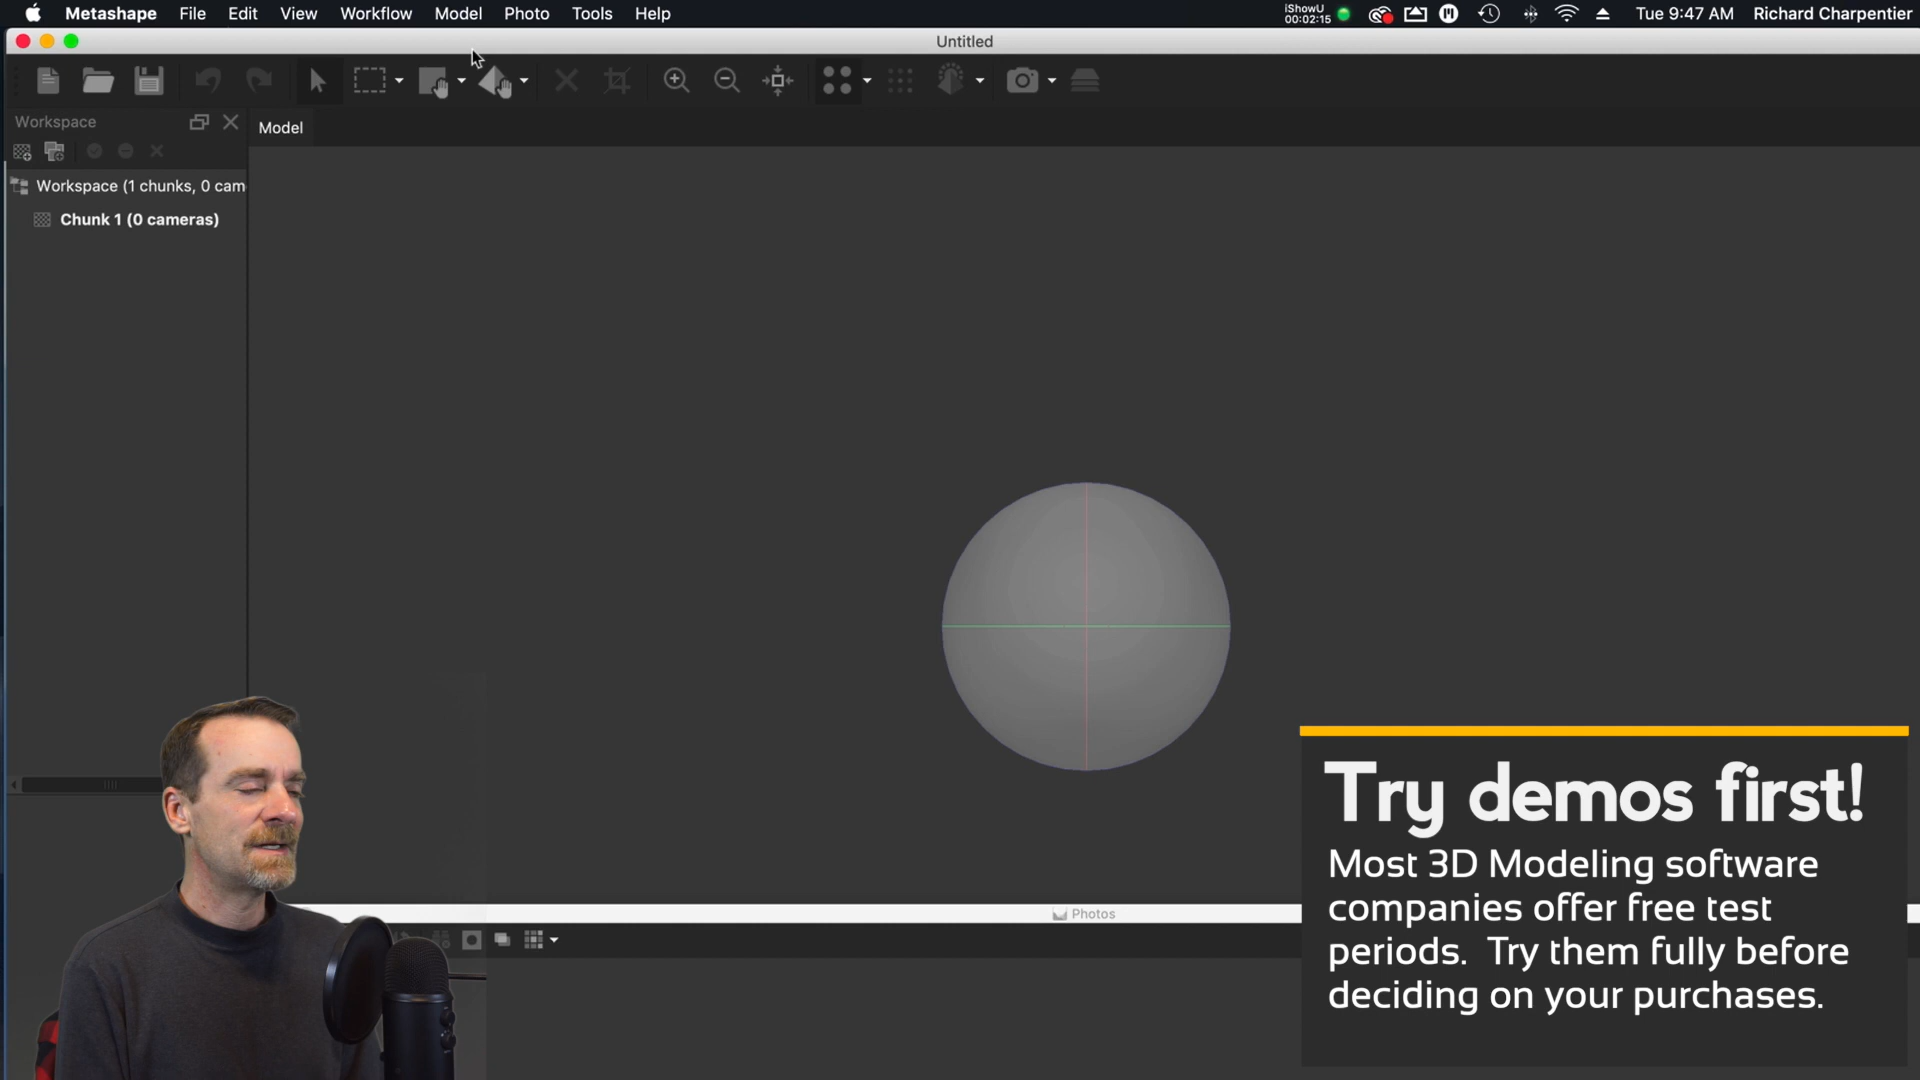 Metashape File Edit View Workflow Model Photo Tools Help
iShowU
00:02:15
Tue 9:47 AM Richard Charpentier
Untitled
Workspace
Model
Workspace (1 chunks, 0 cam
Chunk 1 (0 cameras)
Photos
Try demos first!
Most 3D Modeling software
companies offer free test
periods. Try them fully before
deciding on your purchases.